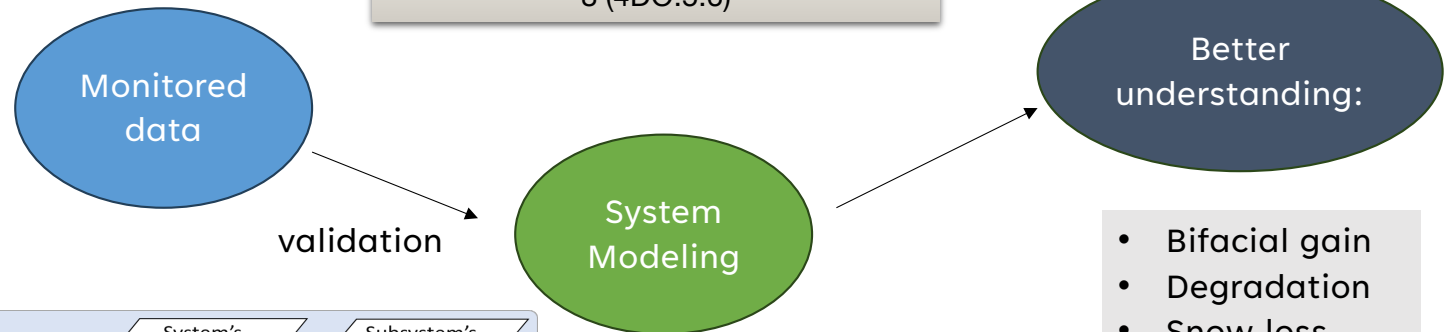 Better
understanding:
Monitored
data
validation
System
Modeling
• Bifacial gain
• Degradation